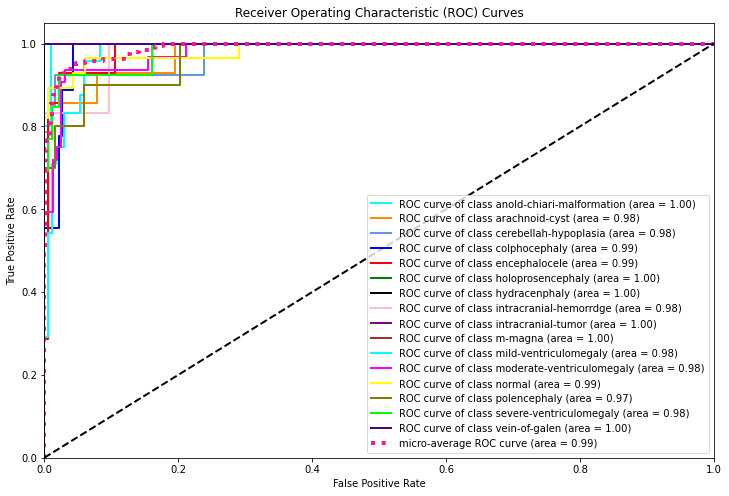 Receiver Operating Characteristic (ROC) Curves
1.0
0.8
0.6
0.4
0.2
0.0
True Positive Rate
ROC curve of class anold-chiari-malformation (area = 1.00)
ROC curve of class arachnoid-cyst (area = 0.98)
ROC curve of class cerebellah-hypoplasia (area = 0.98)
ROC curve of class colphocephaly (area = 0.99)
ROC curve of class encephalocele (area = 0.99)
ROC curve of class holoprosencephaly (area = 1.00)
ROC curve of class hydracenphaly (area = 1.00)
ROC curve of class intracranial-hemorrdge (area = 0.98)
ROC curve of class intracranial-tumor (area = 1.00)
ROC curve of class m-magna (area = 1.00)
ROC curve of class mild-ventriculomegaly (area = 0.98)
ROC curve of class moderate-ventriculomegaly (area = 0.98)
ROC curve of class normal (area = 0.99)
ROC curve of class polencephaly (area = 0.97)
ROC curve of class severe-ventriculomegaly (area = 0.98)
ROC curve of class vein-of-galen (area = 1.00)
micro-average ROC curve (area = 0.99)
0.0 0.2 0.4 0.6 0.8 1.0
False Positive Rate